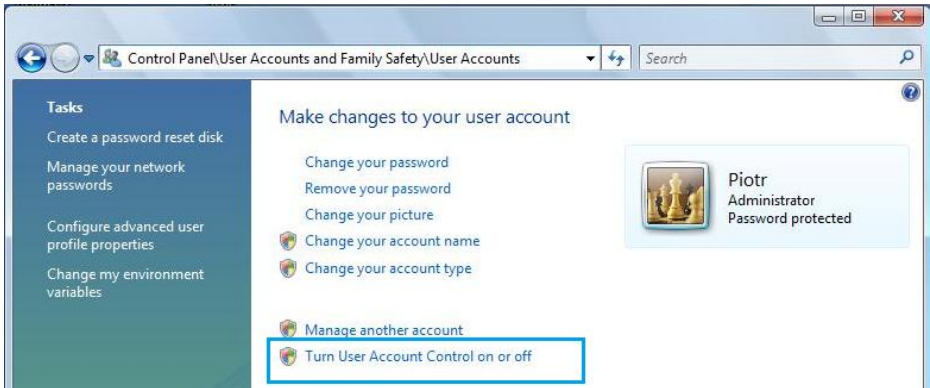 Control Panel\User Accounts and Family Safety\User Accounts
Search
Tasks
Create a password reset disk
Manage your network
passwords
Configure advanced user
profile properties
Change my environment
variables
Make changes to your user account
Change your password
Remove your password
Change your picture
Change your account name
Change your account type
Manage another account
Turn User Account Control on or off
Piotr
Administrator
Password protected